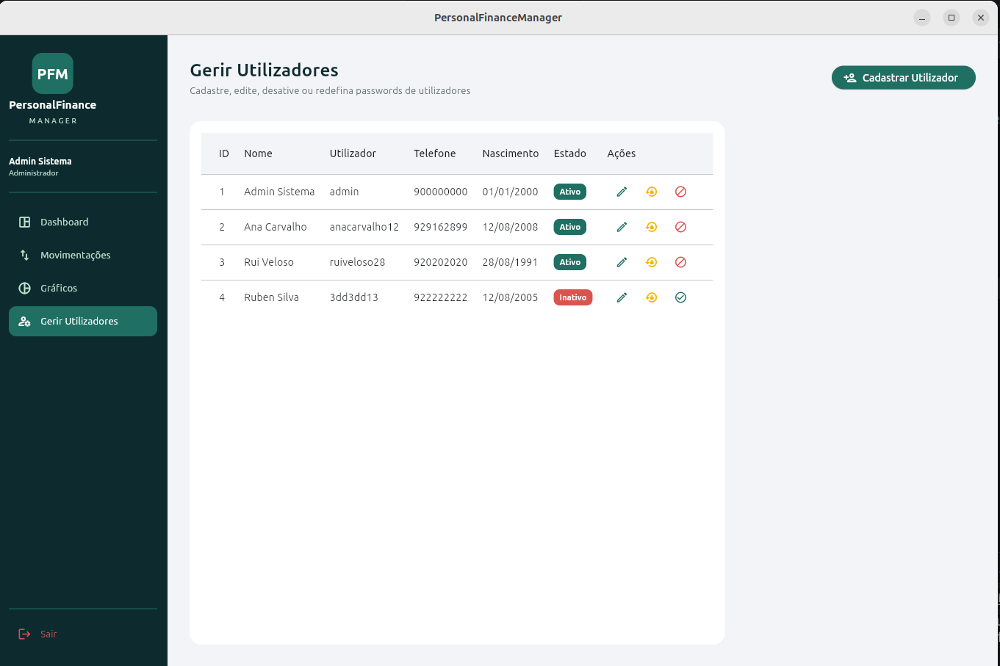 PersonalFinanceManager
PFM
PersonalFinance
MANAGER
Admin Sistema
Administrador
Dashboard
Movimentações
Gráficos
Gerir Utilizadores
Sair
Gerir Utilizadores
Cadastre, edite, desative ou redefina passwords de utilizadores
Cadastrar Utilizador
ID Nome Utilizador Telefone Nascimento Estado Ações
1 Admin Sistema admin 900000000 01/01/2000 Ativo
2 Ana Carvalho anacarvalho12 929162899 12/08/2008 Ativo
3 Rui Veloso ruiveloso28 920202020 28/08/1991 Ativo
4 Ruben Silva 3dd3dd13 922222222 12/08/2005 Inativo